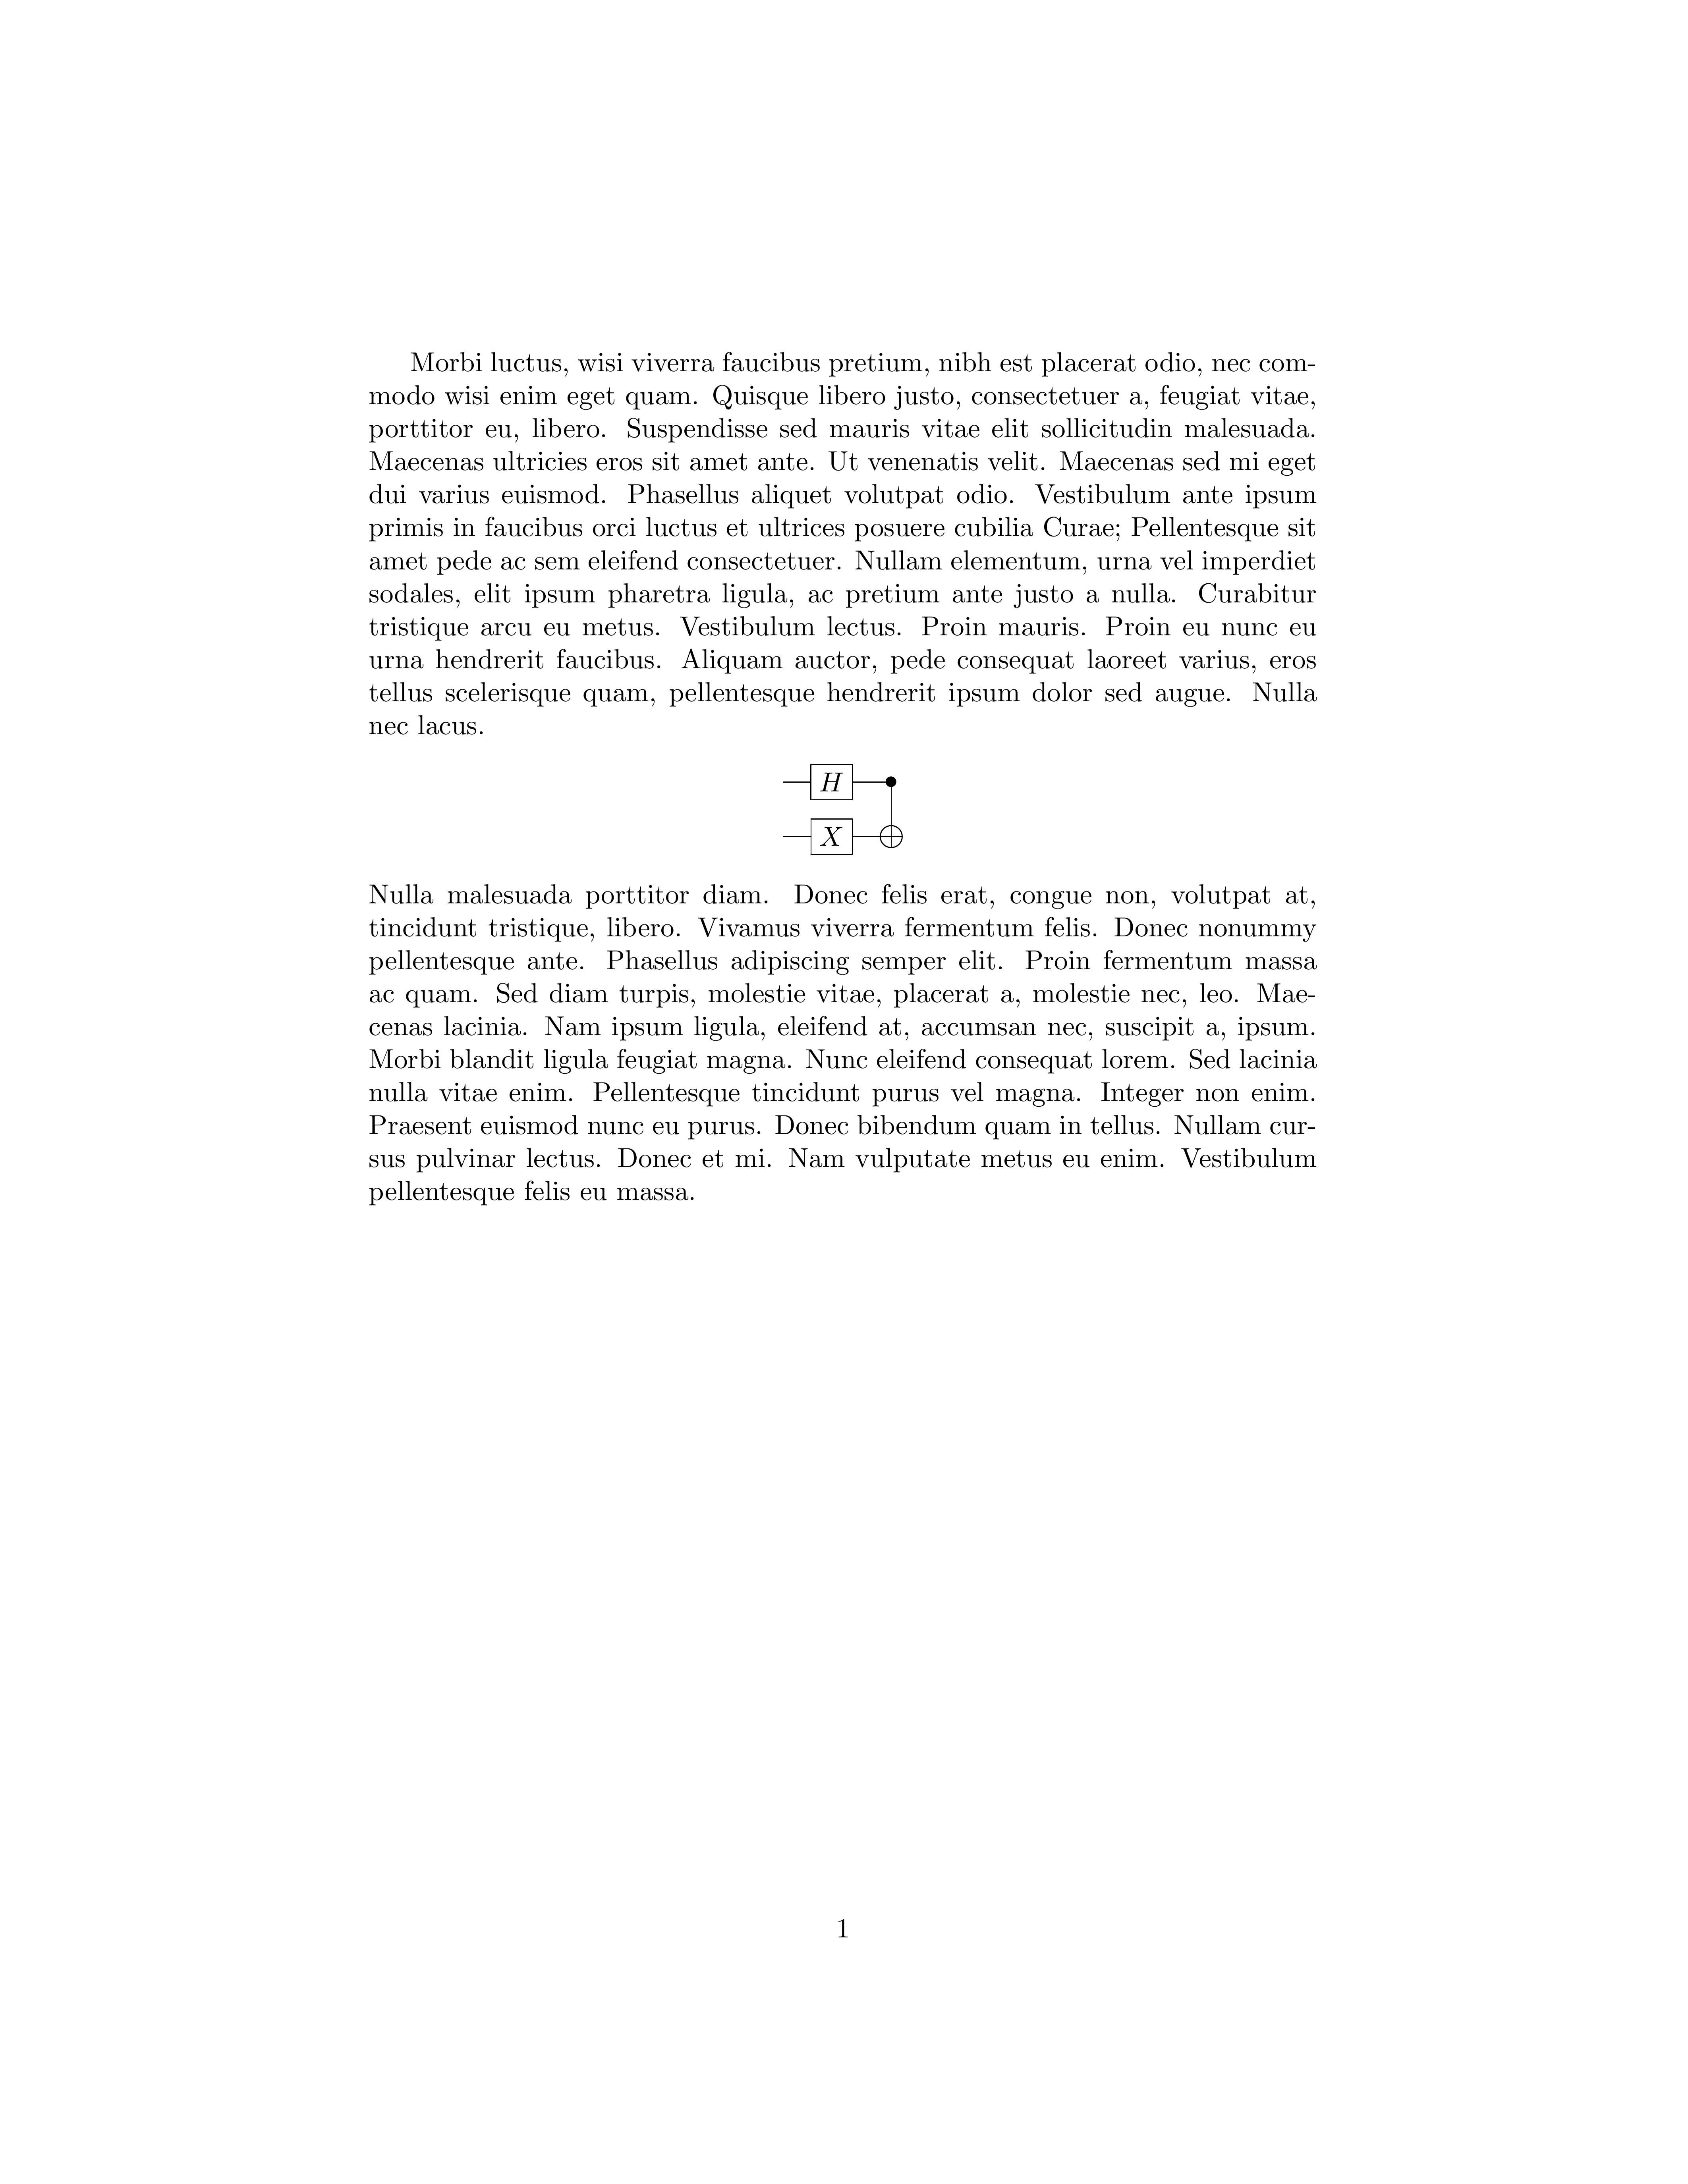 Morbi luctus, wisi viverra faucibus pretium, nibh est placerat odio, nec com-
modo wisi enim eget quam. Quisque libero justo, consectetuer a, feugiat vitae,
porttitor eu, libero. Suspendisse sed mauris vitae elit sollicitudin malesuada.
Maecenas ultricies eros sit amet ante. Ut venenatis velit. Maecenas sed mi eget
dui varius euismod. Phasellus aliquet volutpat odio. Vestibulum ante ipsum
primis in faucibus orci luctus et ultrices posuere cubilia Curae; Pellentesque sit
amet pede ac sem eleifend consectetuer. Nullam elementum, urna vel imperdiet
sodales, elit ipsum pharetra ligula, ac pretium ante justo a nulla. Curabitur
tristique arcu eu metus. Vestibulum lectus. Proin mauris. Proin eu nunc eu
urna hendrerit faucibus. Aliquam auctor, pede consequat laoreet varius, eros
tellus scelerisque quam, pellentesque hendrerit ipsum dolor sed augue. Nulla
nec lacus.
H
X
Nulla malesuada porttitor diam. Donec felis erat, congue non, volutpat at,
tincidunt tristique, libero. Vivamus viverra fermentum felis. Donec nonummy
pellentesque ante. Phasellus adipiscing semper elit. Proin fermentum massa
ac quam. Sed diam turpis, molestie vitae, placerat a, molestie nec, leo. Mae-
cenas lacinia. Nam ipsum ligula, eleifend at, accumsan nec, suscipit a, ipsum.
Morbi blandit ligula feugiat magna. Nunc eleifend consequat lorem. Sed lacinia
nulla vitae enim. Pellentesque tincidunt purus vel magna. Integer non enim.
Praesent euismod nunc eu purus. Donec bibendum quam in tellus. Nullam cur-
sus pulvinar lectus. Donec et mi. Nam vulputate metus eu enim. Vestibulum
pellentesque felis eu massa.
1